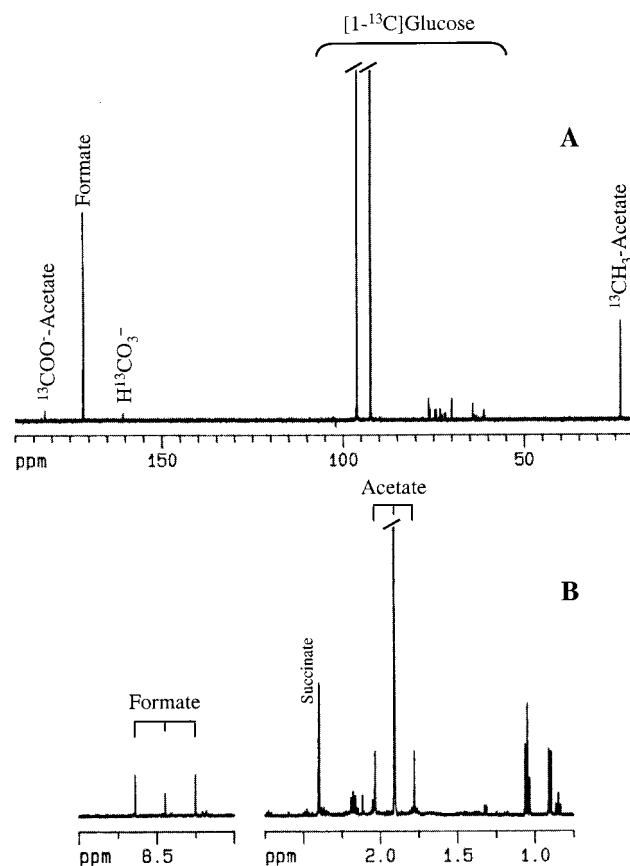 [1-¹³C]Glucose
A
Formate
¹³COO⁻-Acetate
H¹³CO₃⁻
¹³CH₃-Acetate
ppm 150 100 50
Acetate
B
Succinate
Formate
ppm 8.5 ppm 2.0 1.5 1.0